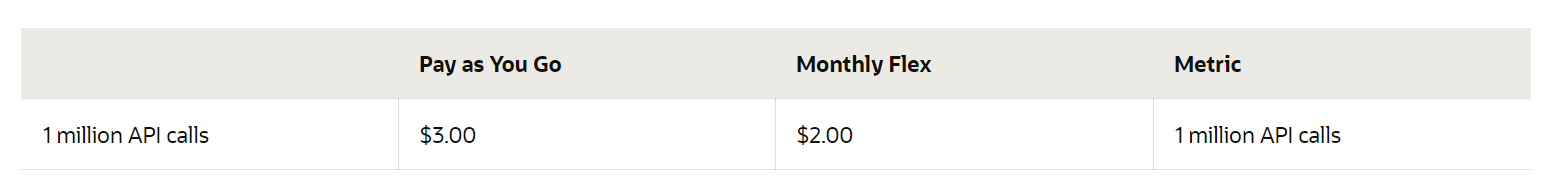 Pay as You Go Monthly Flex Metric
1 million API calls $3.00 $2.00 1 million API calls